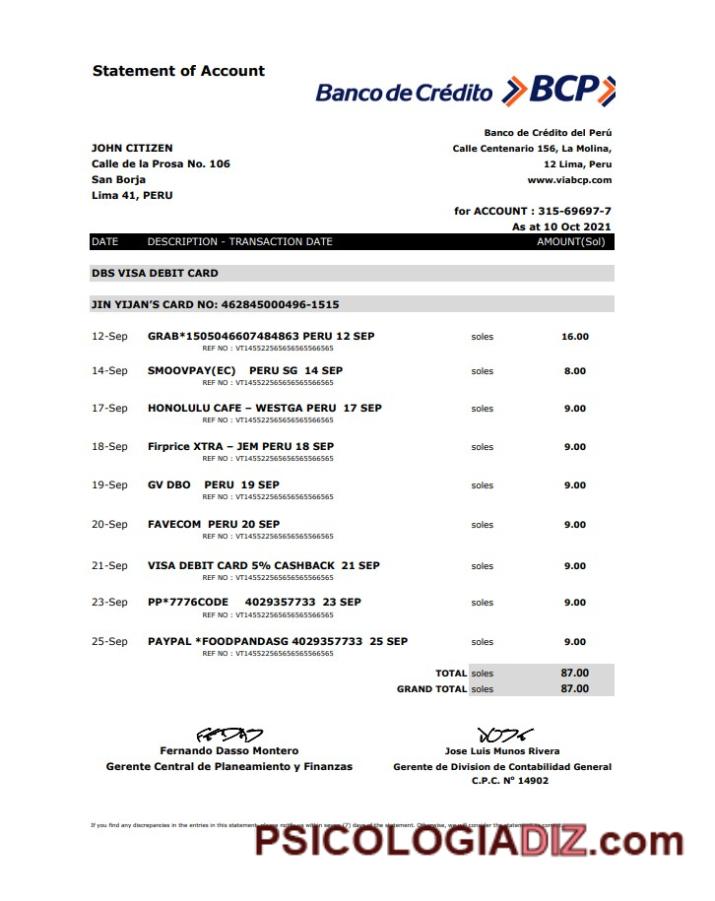 Statement of Account
Banco de Crédito BCP
Banco de Crédito del Perú
JOHN CITIZEN
Calle Centenario 156, La Molina,
Calle de la Prosa No. 106
12 Lima, Peru
San Borja
www.viabcp.com
Lima 41, PERU
for ACCOUNT : 315-69697-7
As at 10 Oct 2021
DATE DESCRIPTION - TRANSACTION DATE AMOUNT(Sol)
DBS VISA DEBIT CARD
JIN YIJAN'S CARD NO: 462845000496-1515
12-Sep GRAB*1505046607484863 PERU 12 SEP soles 16.00
REF NO : VT145522565656565566565
14-Sep SMOOVPAY(EC) PERU SG 14 SEP soles 8.00
REF NO : VT145522565656565566565
17-Sep HONOLULU CAFE – WESTGA PERU 17 SEP soles 9.00
REF NO : VT145522565656565566565
18-Sep Firprice XTRA – JEM PERU 18 SEP soles 9.00
REF NO : VT145522565656565566565
19-Sep GV DBO PERU 19 SEP soles 9.00
REF NO : VT145522565656565566565
20-Sep FAVECOM PERU 20 SEP soles 9.00
REF NO : VT145522565656565566565
21-Sep VISA DEBIT CARD 5% CASHBACK 21 SEP soles 9.00
REF NO : VT145522565656565566565
23-Sep PP*7776CODE 4029357733 23 SEP soles 9.00
REF NO : VT145522565656565566565
25-Sep PAYPAL *FOODPANDASG 4029357733 25 SEP soles 9.00
REF NO : VT145522565656565566565
TOTAL soles 87.00
GRAND TOTAL soles 87.00
Fernando Dasso Montero
Gerente Central de Planeamiento y Finanzas
Jose Luis Munos Rivera
Gerente de Division de Contabilidad General
C.P.C. N° 14902
If you find any discrepancies in the entries in this statement, please notify us within seven (7) days of the statement. Otherwise, we will consider the statement
PSICOLOGIADIZ.com